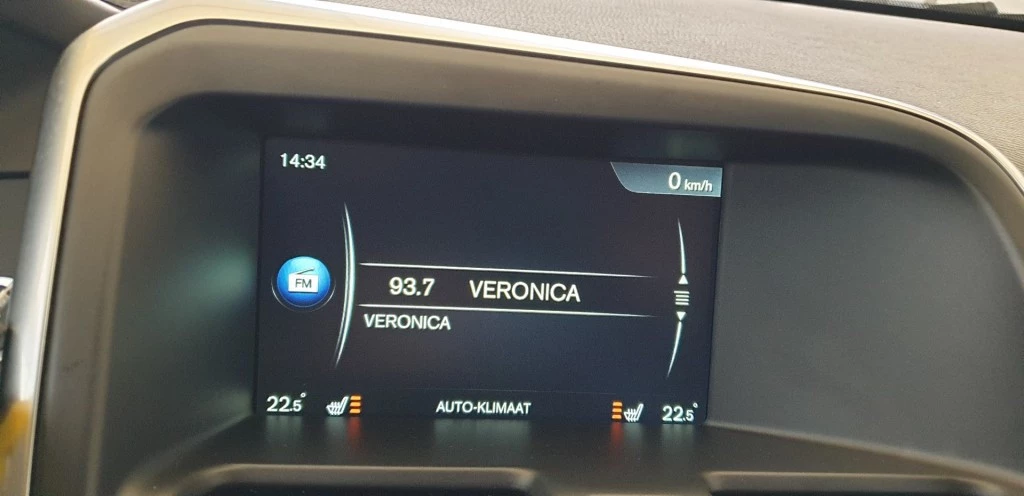 14:34
0 km/h
FM
93.7 VERONICA
VERONICA
22.5° AUTO-KLIMAAT 22.5°